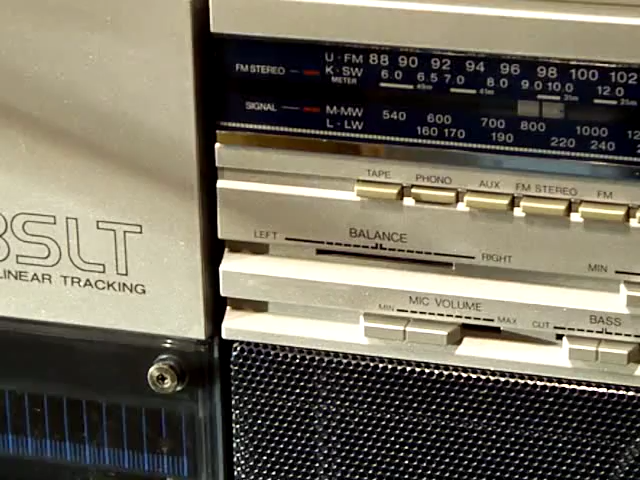 U - FM 88 90 92 94 96 98 100 102
FM STEREO
K - SW 6.0 6.5 7.0 8.0 9.0 10.0 12.0
METER
SIGNAL
M-MW 540 600 700 800 1000
L - LW 160 170 190 220 240
TAPE PHONO AUX FM STEREO FM
LEFT BALANCE RIGHT
MIN
MIN MIC VOLUME MAX
CUT BASS
3SLT
LINEAR TRACKING